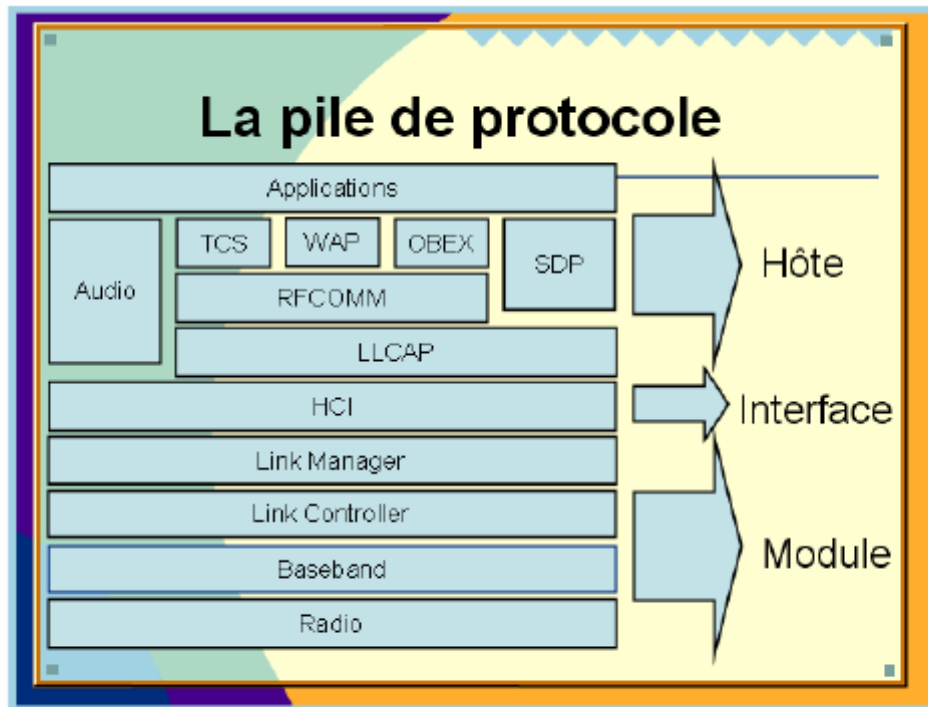 La pile de protocole
Applications
TCS
WAP
OBEX
SDP
Audio
RFCOMM
LLCAP
HCI
Link Manager
Link Controller
Baseband
Radio
Hôte
Interface
Module